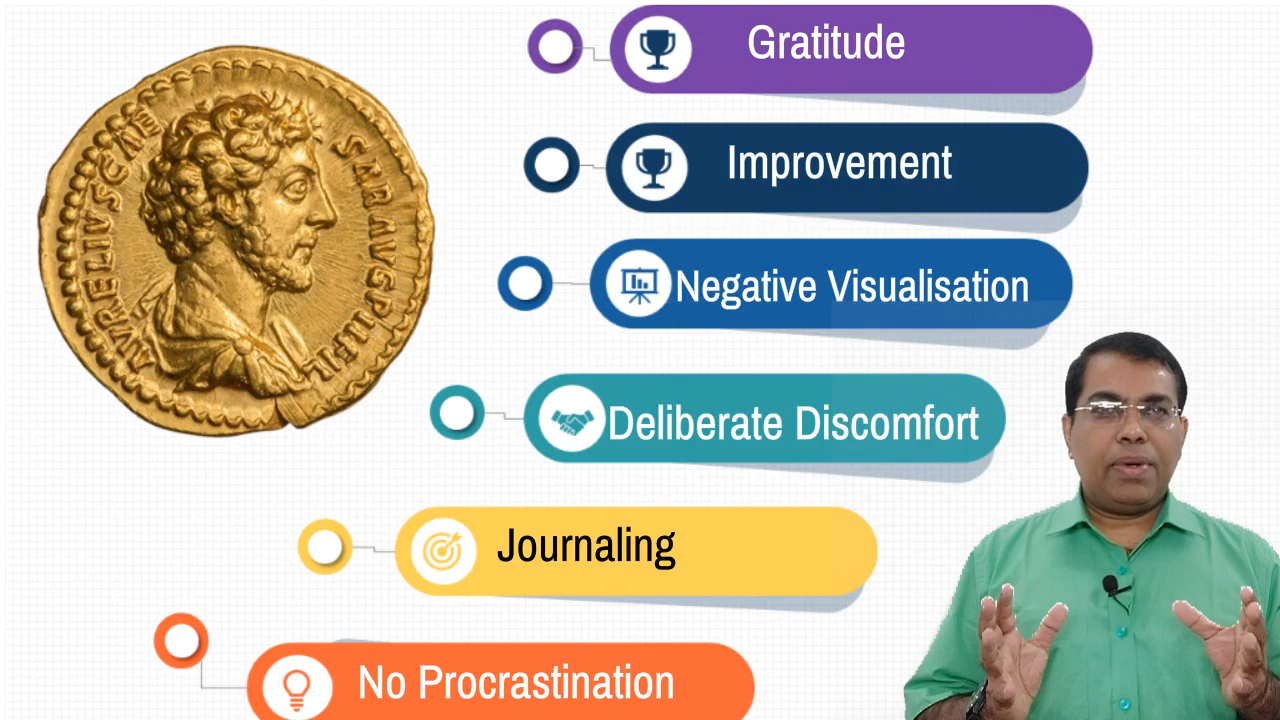 AVRELIVS CAE
SAR AVG PII FIL
Gratitude
Improvement
Negative Visualisation
Deliberate Discomfort
Journaling
No Procrastination